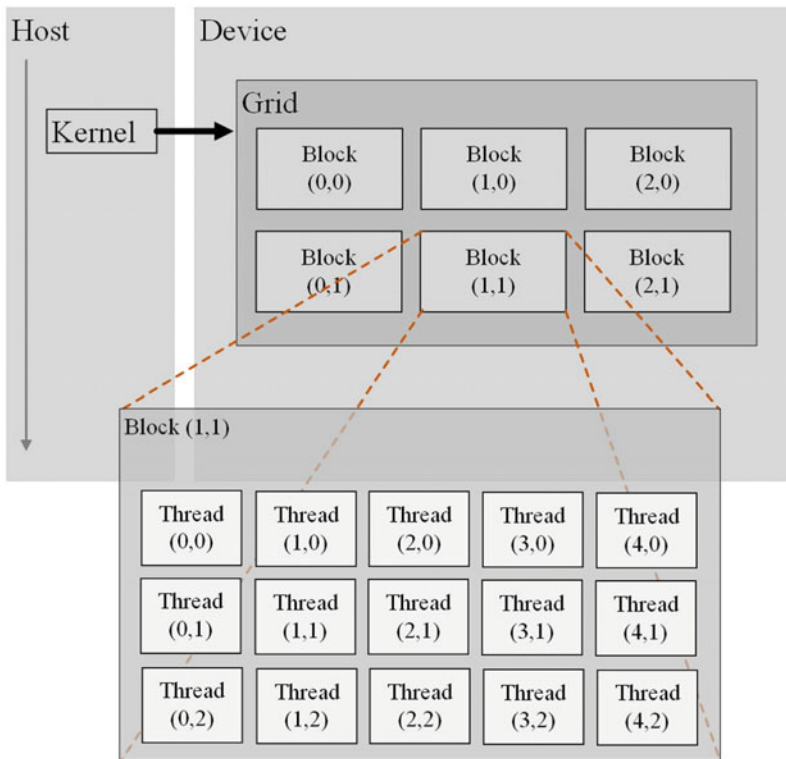 Host
Device
Kernel
Grid
Block
(0,0)
Block
(1,0)
Block
(2,0)
Block
(0,1)
Block
(1,1)
Block
(2,1)
Block (1,1)
Thread
(0,0)
Thread
(1,0)
Thread
(2,0)
Thread
(3,0)
Thread
(4,0)
Thread
(0,1)
Thread
(1,1)
Thread
(2,1)
Thread
(3,1)
Thread
(4,1)
Thread
(0,2)
Thread
(1,2)
Thread
(2,2)
Thread
(3,2)
Thread
(4,2)